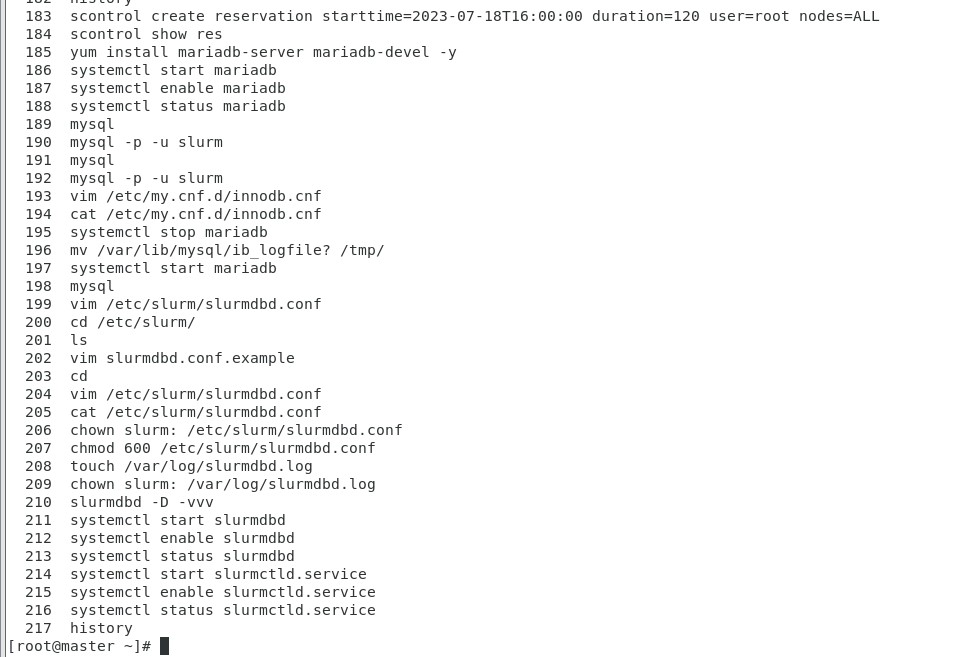 182 history
183 scontrol create reservation starttime=2023-07-18T16:00:00 duration=120 user=root nodes=ALL
184 scontrol show res
185 yum install mariadb-server mariadb-devel -y
186 systemctl start mariadb
187 systemctl enable mariadb
188 systemctl status mariadb
189 mysql
190 mysql -p -u slurm
191 mysql
192 mysql -p -u slurm
193 vim /etc/my.cnf.d/innodb.cnf
194 cat /etc/my.cnf.d/innodb.cnf
195 systemctl stop mariadb
196 mv /var/lib/mysql/ib_logfile? /tmp/
197 systemctl start mariadb
198 mysql
199 vim /etc/slurm/slurmdbd.conf
200 cd /etc/slurm/
201 ls
202 vim slurmdbd.conf.example
203 cd
204 vim /etc/slurm/slurmdbd.conf
205 cat /etc/slurm/slurmdbd.conf
206 chown slurm: /etc/slurm/slurmdbd.conf
207 chmod 600 /etc/slurm/slurmdbd.conf
208 touch /var/log/slurmdbd.log
209 chown slurm: /var/log/slurmdbd.log
210 slurmdbd -D -vvv
211 systemctl start slurmdbd
212 systemctl enable slurmdbd
213 systemctl status slurmdbd
214 systemctl start slurmctld.service
215 systemctl enable slurmctld.service
216 systemctl status slurmctld.service
217 history
[root@master ~]#